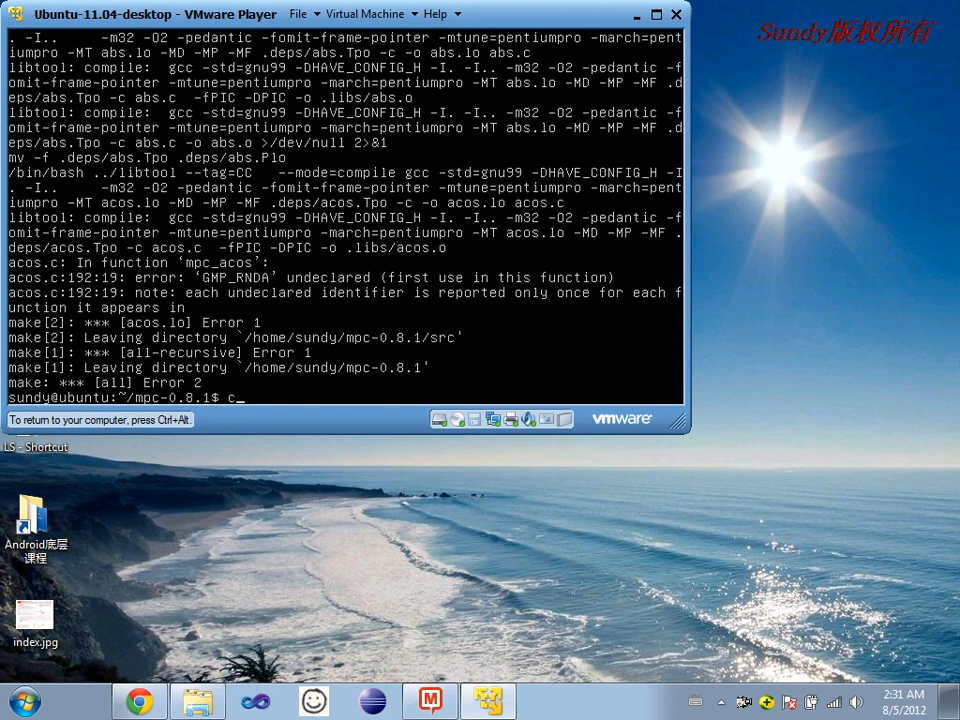 Ubuntu-11.04-desktop - VMware Player File Virtual Machine Help
Sundy版权所有
. -I.. -m32 -O2 -pedantic -fomit-frame-pointer -mtune=pentiumpro -march=pent
iumpro -MT abs.lo -MD -MP -MF .deps/abs.Tpo -c -o abs.lo abs.c
libtool: compile: gcc -std=gnu99 -DHAVE_CONFIG_H -I. -I.. -m32 -O2 -pedantic -f
omit-frame-pointer -mtune=pentiumpro -march=pentiumpro -MT abs.lo -MD -MP -MF .d
eps/abs.Tpo -c abs.c -fPIC -DPIC -o .libs/abs.o
libtool: compile: gcc -std=gnu99 -DHAVE_CONFIG_H -I. -I.. -m32 -O2 -pedantic -f
omit-frame-pointer -mtune=pentiumpro -march=pentiumpro -MT abs.lo -MD -MP -MF .d
eps/abs.Tpo -c abs.c -o abs.o >/dev/null 2>&1
mv -f .deps/abs.Tpo .deps/abs.Plo
/bin/bash ../libtool --tag=CC --mode=compile gcc -std=gnu99 -DHAVE_CONFIG_H -I
. -I.. -m32 -O2 -pedantic -fomit-frame-pointer -mtune=pentiumpro -march=pent
iumpro -MT acos.lo -MD -MP -MF .deps/acos.Tpo -c -o acos.lo acos.c
libtool: compile: gcc -std=gnu99 -DHAVE_CONFIG_H -I. -I.. -m32 -O2 -pedantic -f
omit-frame-pointer -mtune=pentiumpro -march=pentiumpro -MT acos.lo -MD -MP -MF .
deps/acos.Tpo -c acos.c -fPIC -DPIC -o .libs/acos.o
acos.c: In function ‘mpc_acos’:
acos.c:192:19: error: ‘GMP_RNDA’ undeclared (first use in this function)
acos.c:192:19: note: each undeclared identifier is reported only once for each f
unction it appears in
make[2]: *** [acos.lo] Error 1
make[2]: Leaving directory `/home/sundy/mpc-0.8.1/src'
make[1]: *** [all-recursive] Error 1
make[1]: Leaving directory `/home/sundy/mpc-0.8.1'
make: *** [all] Error 2
sundy@ubuntu:~/mpc-0.8.1$ c_
To return to your computer, press Ctrl+Alt.
vmware
LS - Shortcut
Android底层
课程
index.jpg
2:31 AM
8/5/2012